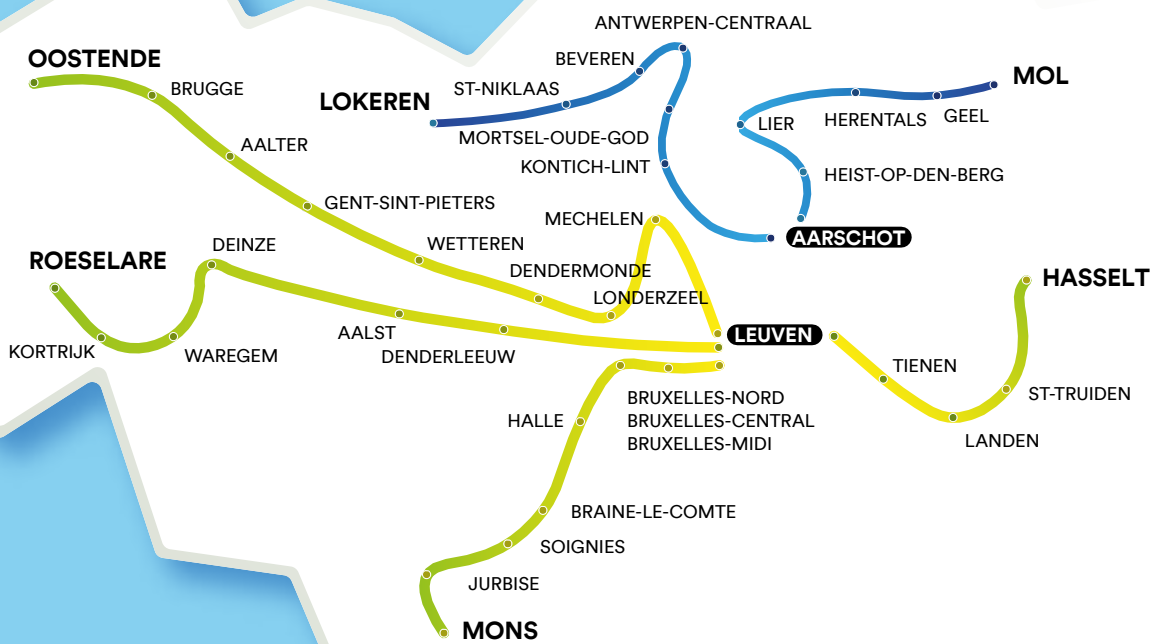 ANTWERPEN-CENTRAAL
OOSTENDE
BEVEREN
MOL
BRUGGE
ST-NIKLAAS
LOKEREN
LIER
HERENTALS
GEEL
MORTSEL-OUDE-GOD
AALTER
KONTICH-LINT
HEIST-OP-DEN-BERG
GENT-SINT-PIETERS
MECHELEN
AARSCHOT
DEINZE
WETTEREN
ROESELARE
DENDERMONDE
HASSELT
LONDERZEEL
AALST
LEUVEN
KORTRIJK
WAREGEM
DENDERLEEUW
TIENEN
ST-TRUIDEN
BRUXELLES-NORD
BRUXELLES-CENTRAL
BRUXELLES-MIDI
HALLE
LANDEN
BRAINE-LE-COMTE
SOIGNIES
JURBISE
MONS